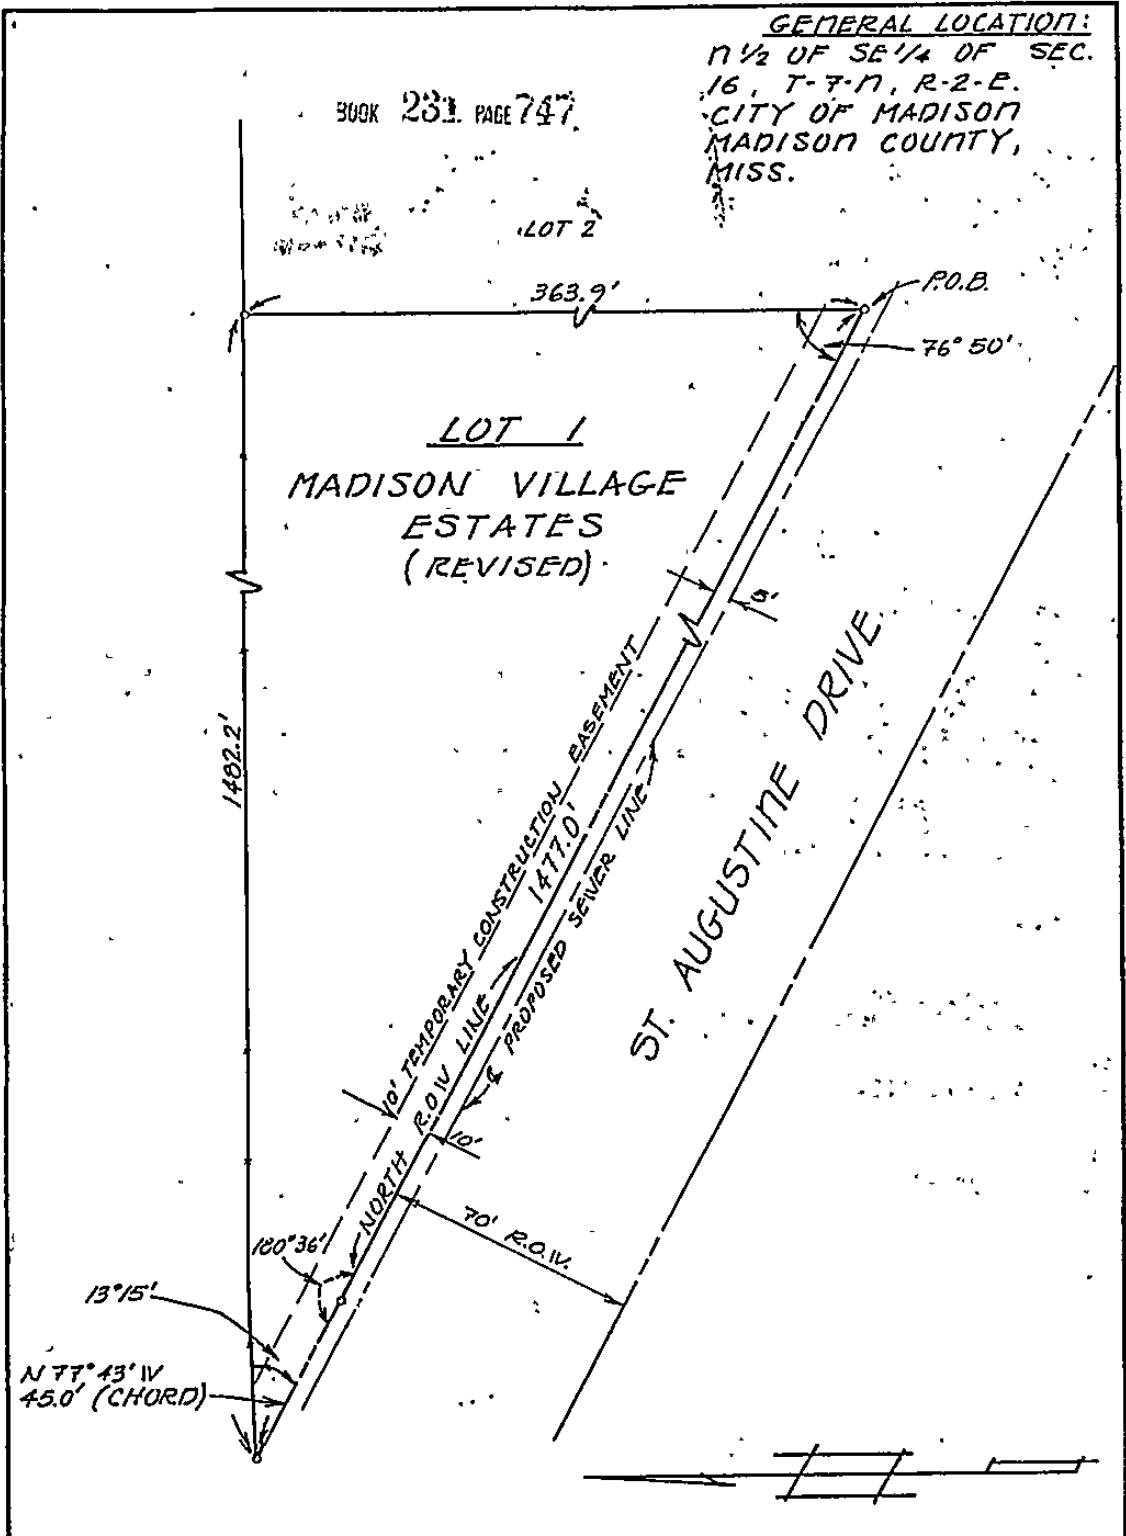 GENERAL LOCATION:
N 1/2 OF SE 1/4 OF SEC.
16, T-7-N, R-2-E.
CITY OF MADISON
MADISON COUNTY,
MISS.
BOOK 231 PAGE 747
LOT 2
363.9'
P.O.B.
76° 50'
LOT 1
MADISON VILLAGE
ESTATES
(REVISED)
9'
1482.2'
10' TEMPORARY CONSTRUCTION EASEMENT
1477.0'
NORTH R.O.W LINE
℄ PROPOSED SEWER LINE
ST. AUGUSTINE DRIVE
10'
70' R.O.W.
180°36'
13°15'
N 77° 43' W
45.0' (CHORD)